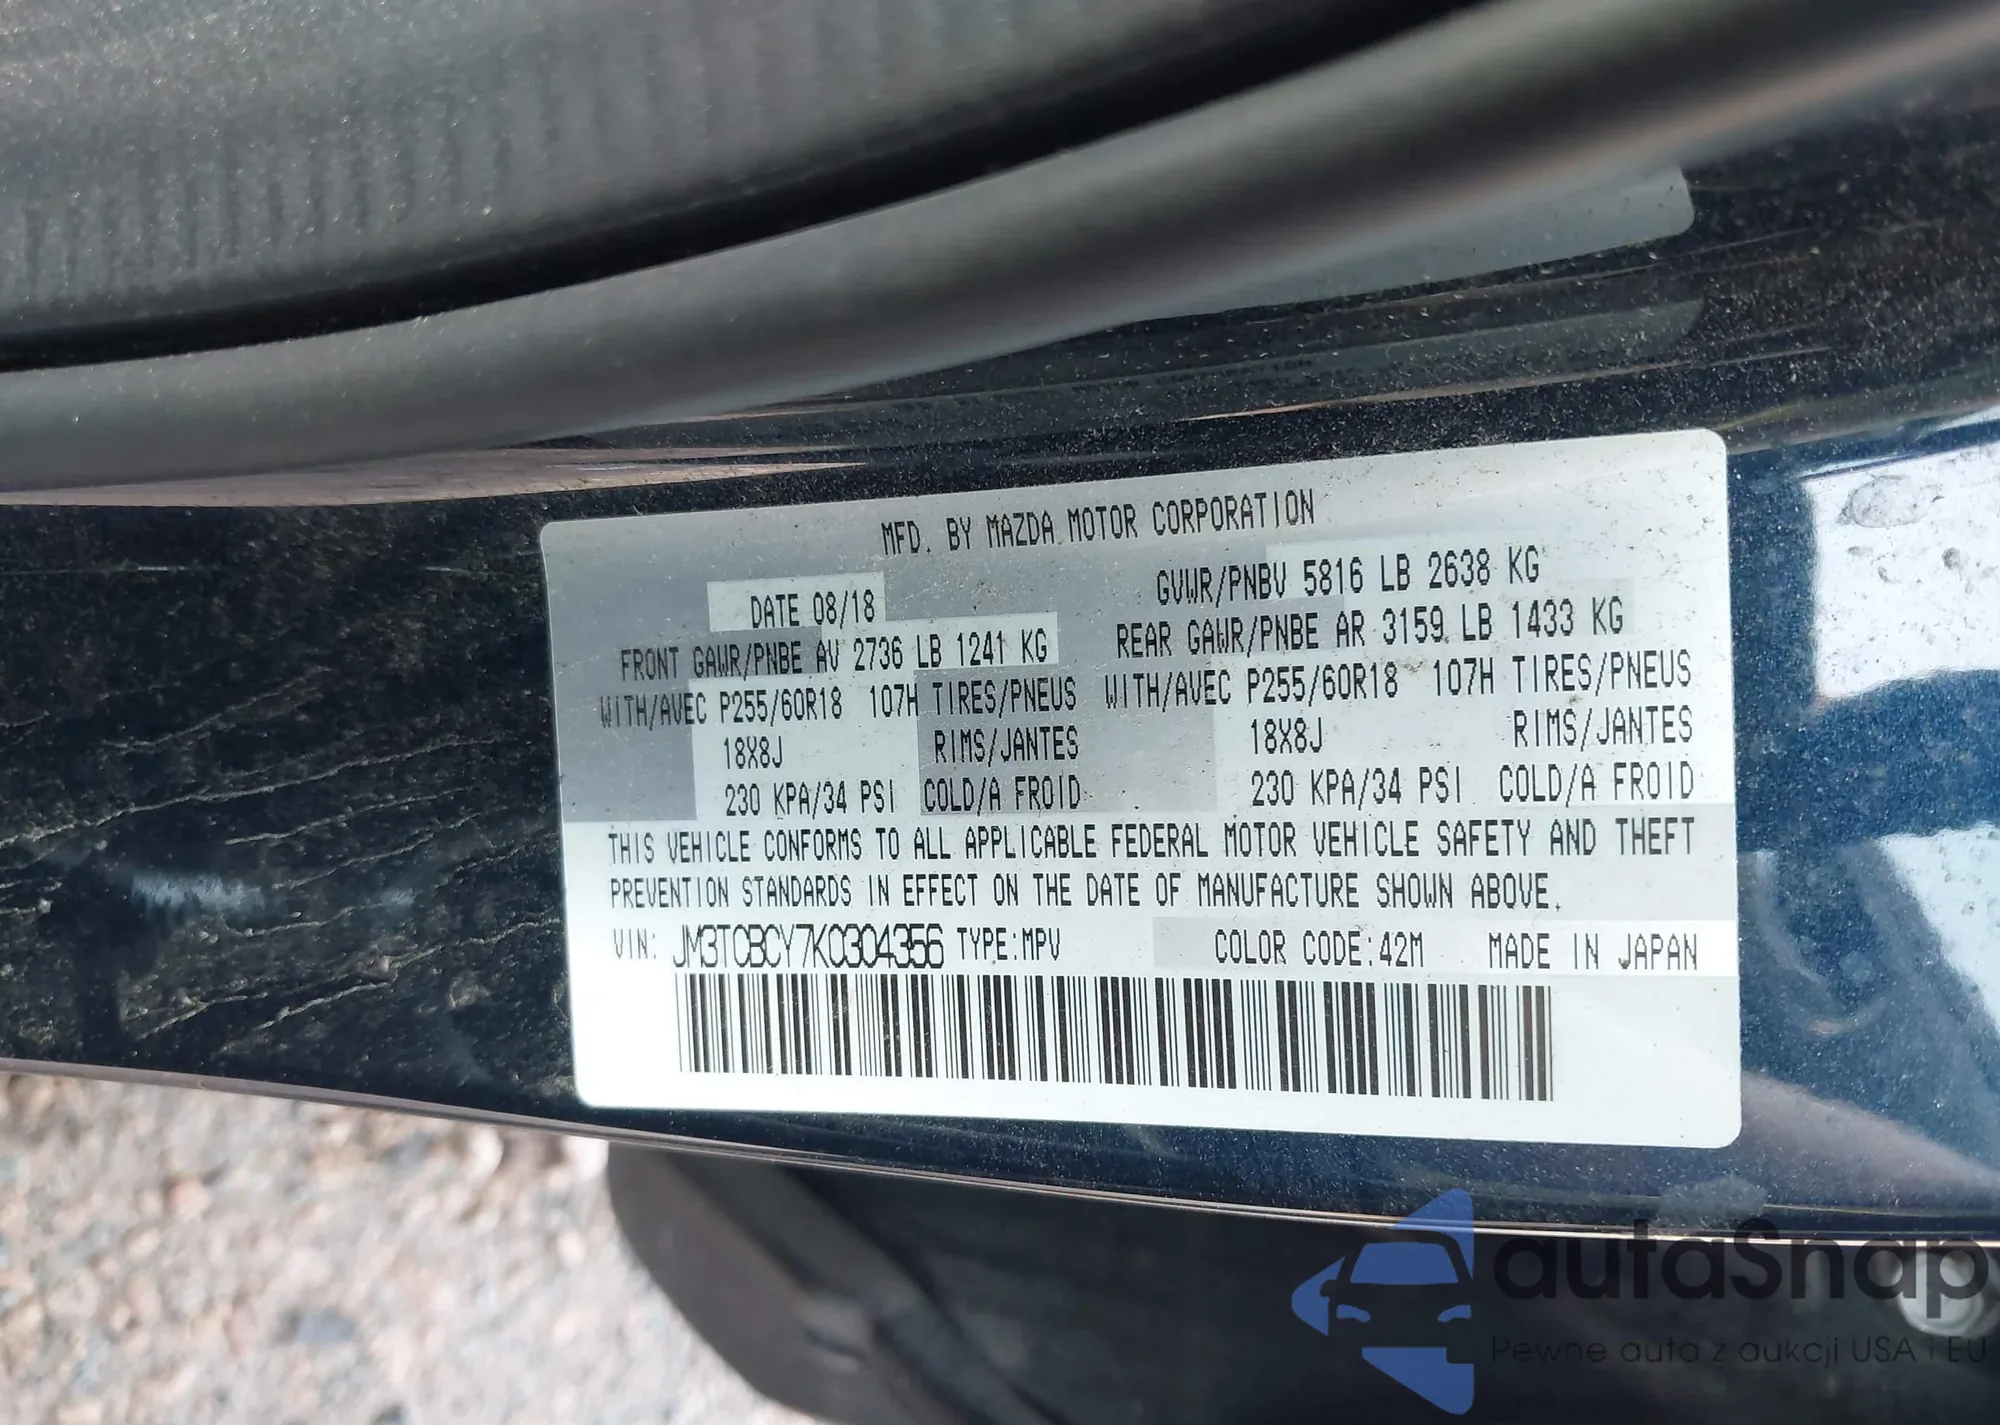 MFD. BY MAZDA MOTOR CORPORATION
DATE 08/18 GVWR/PNBV 5816 LB 2638 KG
FRONT GAWR/PNBE AV 2736 LB 1241 KG REAR GAWR/PNBE AR 3159 LB 1433 KG
WITH/AVEC P255/60R18 107H TIRES/PNEUS WITH/AVEC P255/60R18 107H TIRES/PNEUS
18X8J RIMS/JANTES 18X8J RIMS/JANTES
230 KPA/34 PSI COLD/A FROID 230 KPA/34 PSI COLD/A FROID
THIS VEHICLE CONFORMS TO ALL APPLICABLE FEDERAL MOTOR VEHICLE SAFETY AND THEFT
PREVENTION STANDARDS IN EFFECT ON THE DATE OF MANUFACTURE SHOWN ABOVE.
VIN: JM3TCBCY7K0304356 TYPE:MPV COLOR CODE:42M MADE IN JAPAN
autaSnap
Pewne auta z aukcji USA i EU